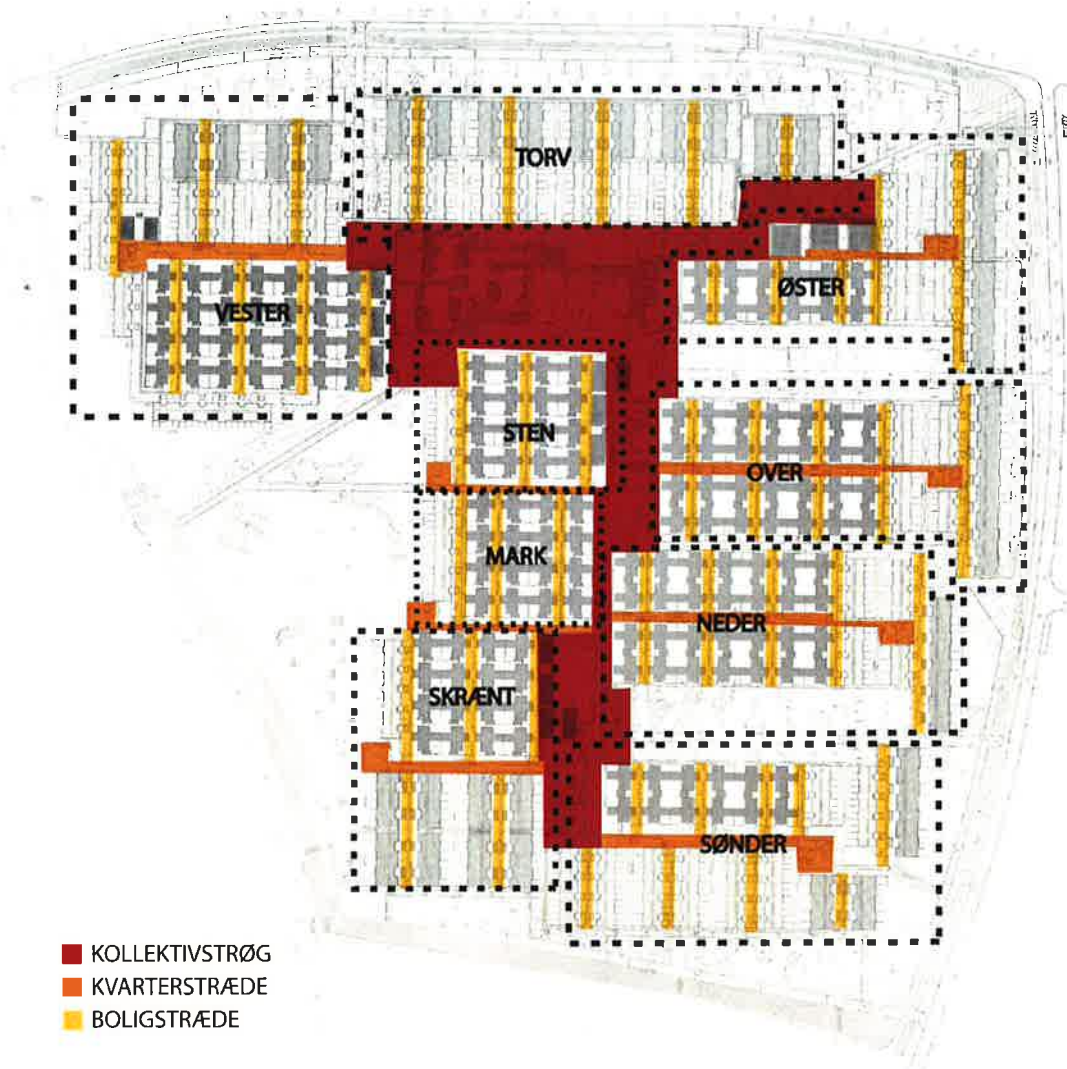 TORV
VESTER
ØSTER
STEN
OVER
MARK
NEDER
SKRÆNT
SØNDER
KOLLEKTIVSTRØG
KVARTERSTRÆDE
BOLIGSTRÆDE